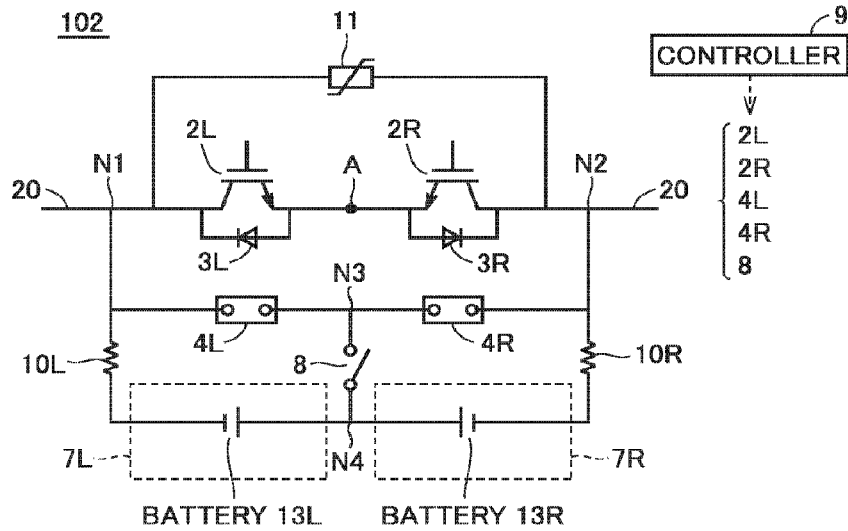 102
11
9
CONTROLLER
2L
2R
2L
N1
A
N2
2R
20
20
4L
4R
3L
3R
8
N3
4L
8
4R
10L
10R
7L
N4
7R
BATTERY 13L
BATTERY 13R